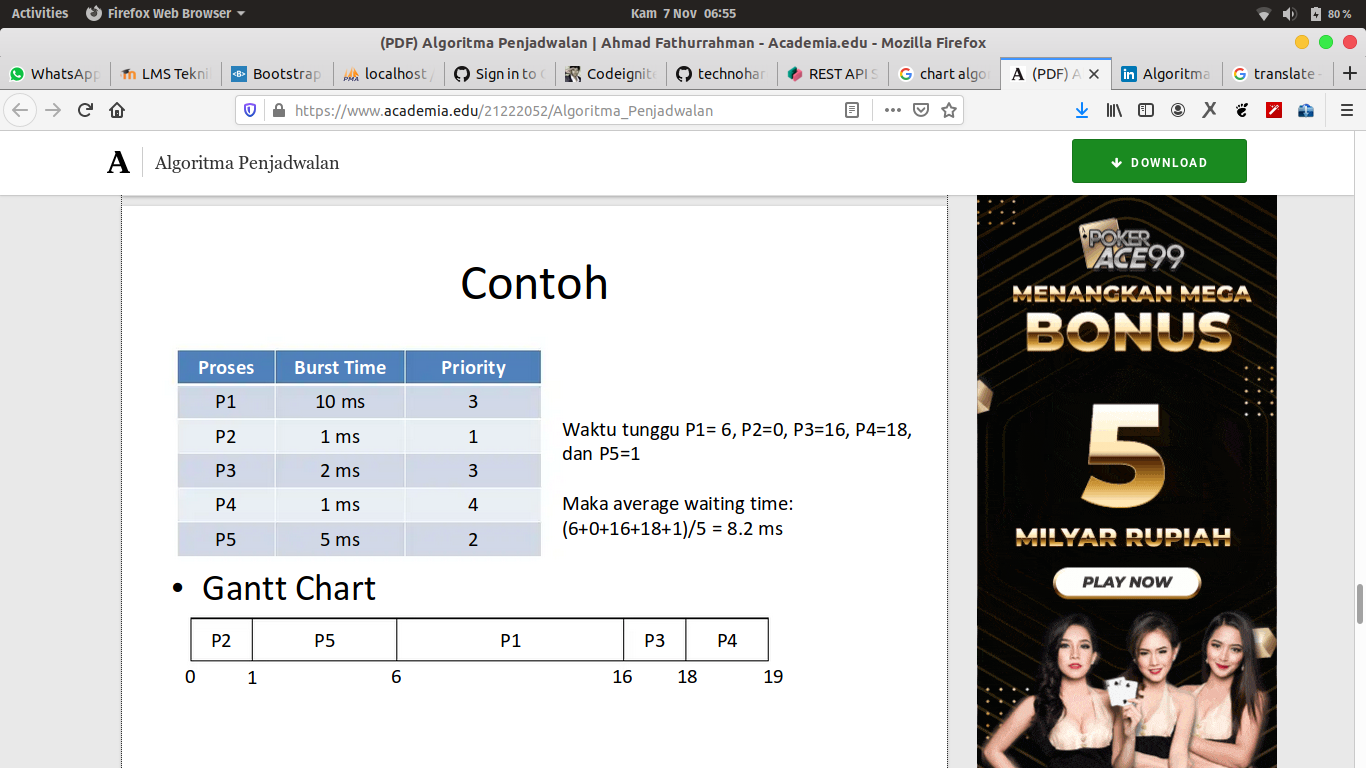 Activities Firefox Web Browser Kam 7 Nov 06:55 80 %
(PDF) Algoritma Penjadwalan | Ahmad Fathurrahman - Academia.edu - Mozilla Firefox
WhatsApp LMS Tekni Bootstrap localhost / Sign in to G Codeignite technohar REST API S chart algor (PDF) A Algoritma translate -
https://www.academia.edu/21222052/Algoritma_Penjadwalan
A Algoritma Penjadwalan DOWNLOAD
Contoh
Proses Burst Time Priority
P1 10 ms 3
P2 1 ms 1
P3 2 ms 3
P4 1 ms 4
P5 5 ms 2
Waktu tunggu P1= 6, P2=0, P3=16, P4=18,
dan P5=1
Maka average waiting time:
(6+0+16+18+1)/5 = 8.2 ms
• Gantt Chart
P2 P5 P1 P3 P4
0 1 6 16 18 19
POKER
ACE99
MENANGKAN MEGA
BONUS
5
MILYAR RUPIAH
PLAY NOW